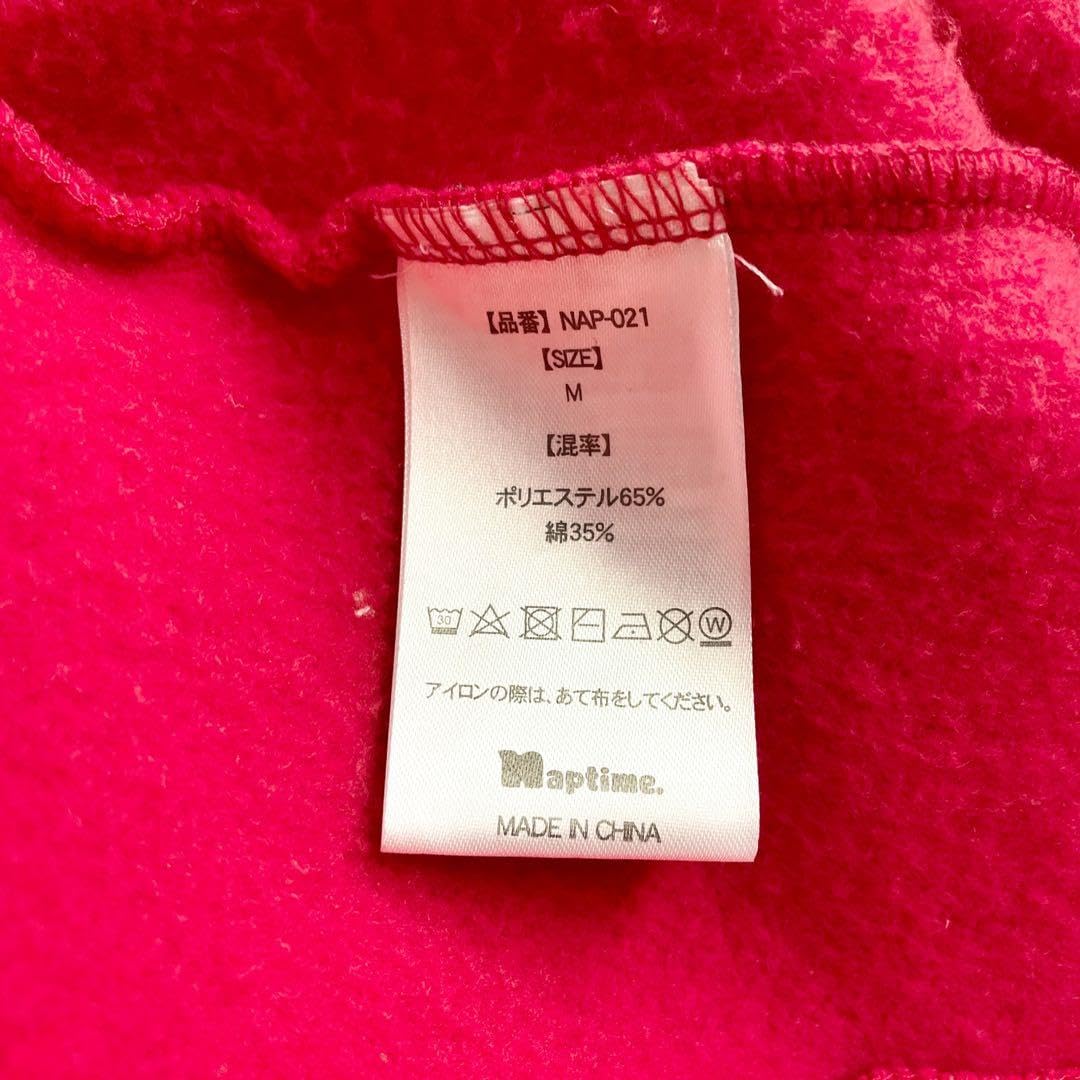 【品番】NAP-021
【SIZE】
M
【混率】
ポリエステル65%
綿35%
30
W
アイロンの際は、あて布をしてください。
Naptime.
MADE IN CHINA